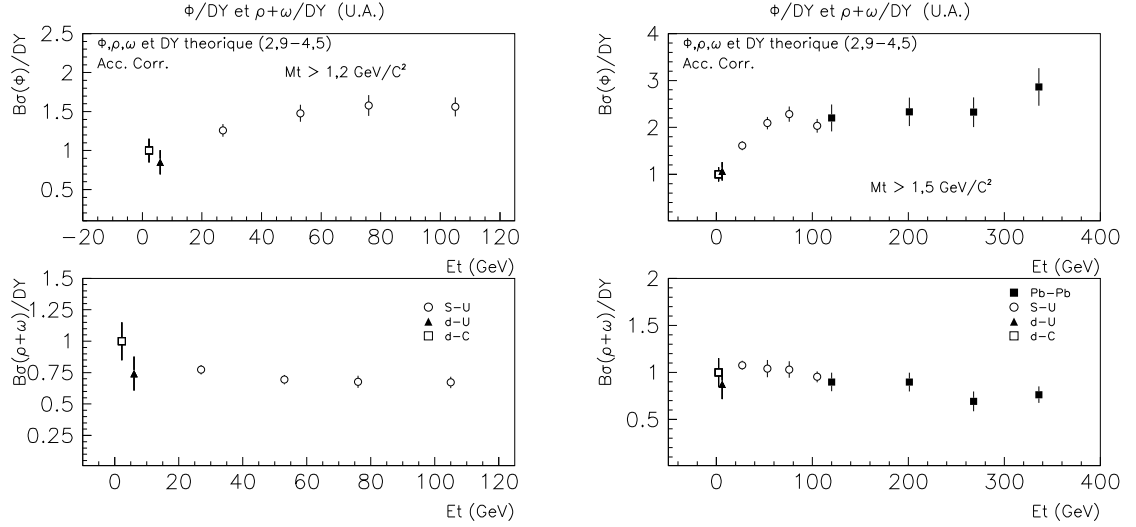 Φ/DY et ρ+ω/DY (U.A.)
Bσ(Φ)/DY
2.5
2
1.5
1
0.5
Φ,ρ,ω et DY theorique (2,9−4,5)
Acc. Corr.
Mt > 1,2 GeV/C²
−20 0 20 40 60 80 100 120
Et (GeV)
Bσ(ρ+ω)/DY
1.5
1.25
1
0.75
0.5
0.25
S−U
d−U
d−C
0 20 40 60 80 100 120
Et (GeV)
Φ/DY et ρ+ω/DY (U.A.)
Bσ(Φ)/DY
4
3
2
1
Φ,ρ,ω et DY theorique (2,9−4,5)
Acc. Corr.
Mt > 1,5 GeV/C²
0 100 200 300 400
Et (GeV)
Bσ(ρ+ω)/DY
2
1.5
1
0.5
Pb−Pb
S−U
d−U
d−C
0 100 200 300 400
Et (GeV)